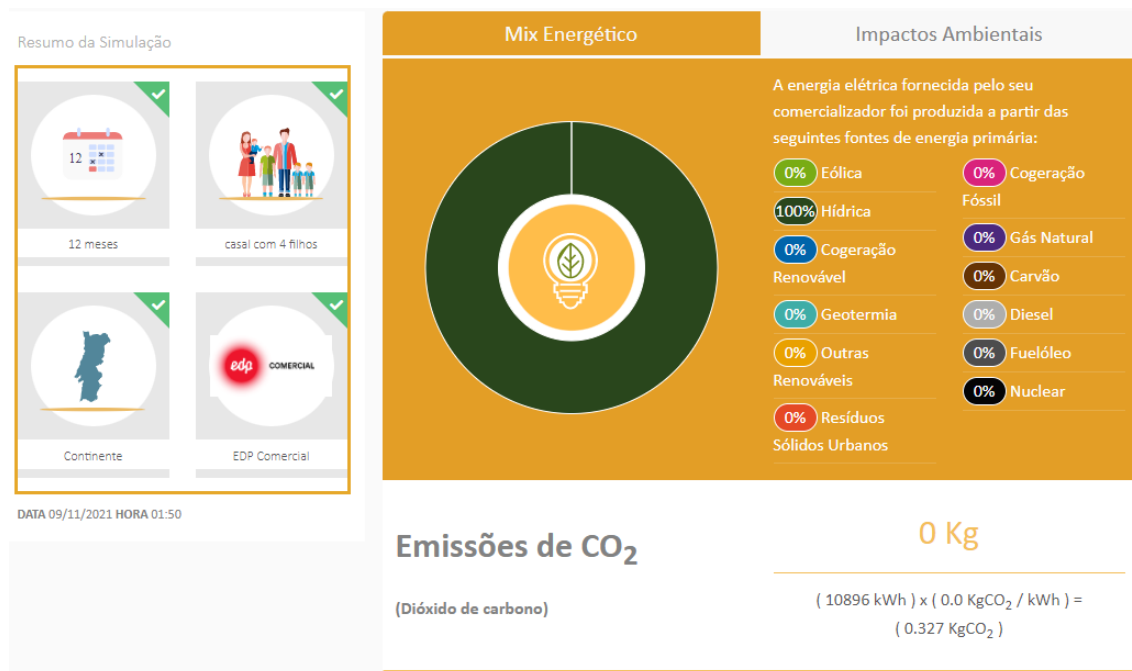 Resumo da Simulação
12
12 meses
casal com 4 filhos
Continente
edp COMERCIAL
EDP Comercial
DATA 09/11/2021 HORA 01:50
Mix Energético
Impactos Ambientais
A energia elétrica fornecida pelo seu
comercializador foi produzida a partir das
seguintes fontes de energia primária:
0% Eólica
100% Hídrica
0% Cogeração
Renovável
0% Geotermia
0% Outras
Renováveis
0% Resíduos
Sólidos Urbanos
0% Cogeração
Fóssil
0% Gás Natural
0% Carvão
0% Diesel
0% Fuelóleo
0% Nuclear
Emissões de CO₂
(Dióxido de carbono)
0 Kg
( 10896 kWh ) x ( 0.0 KgCO₂ / kWh ) =
( 0.327 KgCO₂ )